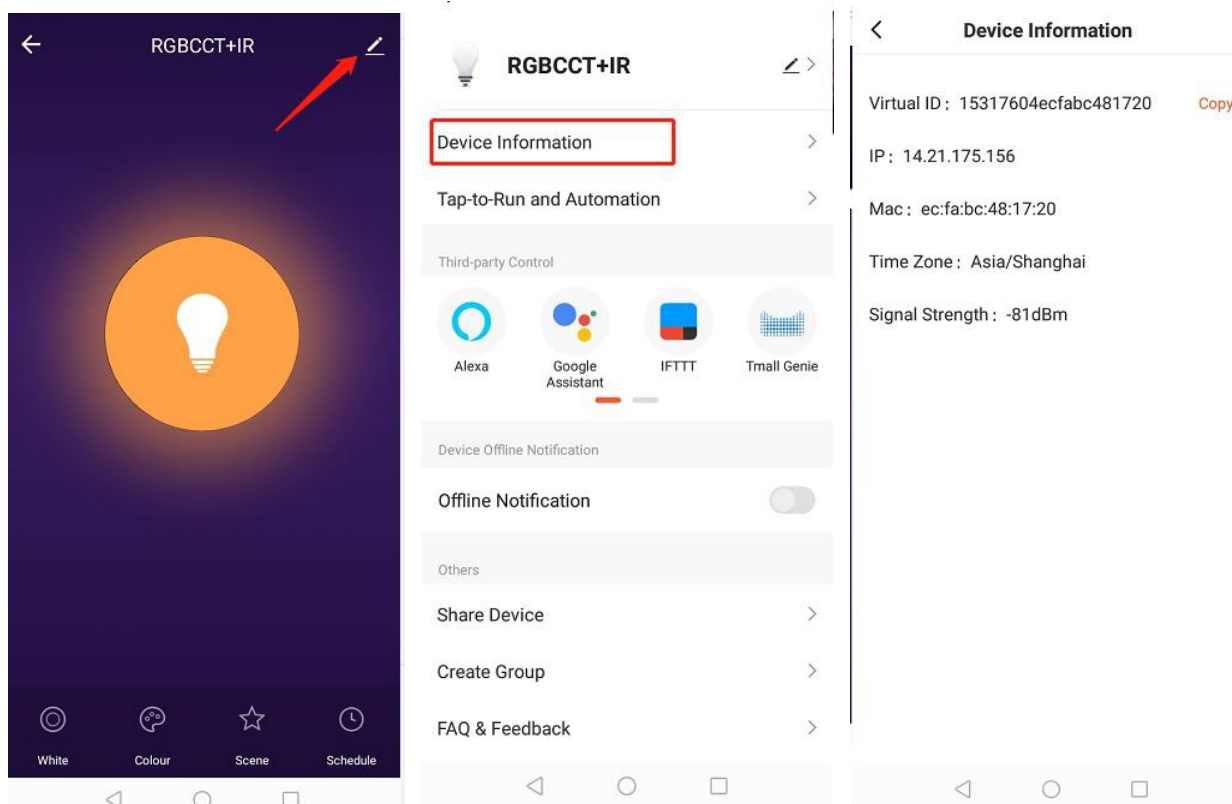 RGBCCT+IR
White
Colour
Scene
Schedule
RGBCCT+IR
Device Information
Tap-to-Run and Automation
Third-party Control
Alexa
Google
Assistant
IFTTT
Tmall Genie
Device Offline Notification
Offline Notification
Others
Share Device
Create Group
FAQ & Feedback
Device Information
Virtual ID : 15317604ecfabc481720 Copy
IP : 14.21.175.156
Mac : ec:fa:bc:48:17:20
Time Zone : Asia/Shanghai
Signal Strength : -81dBm